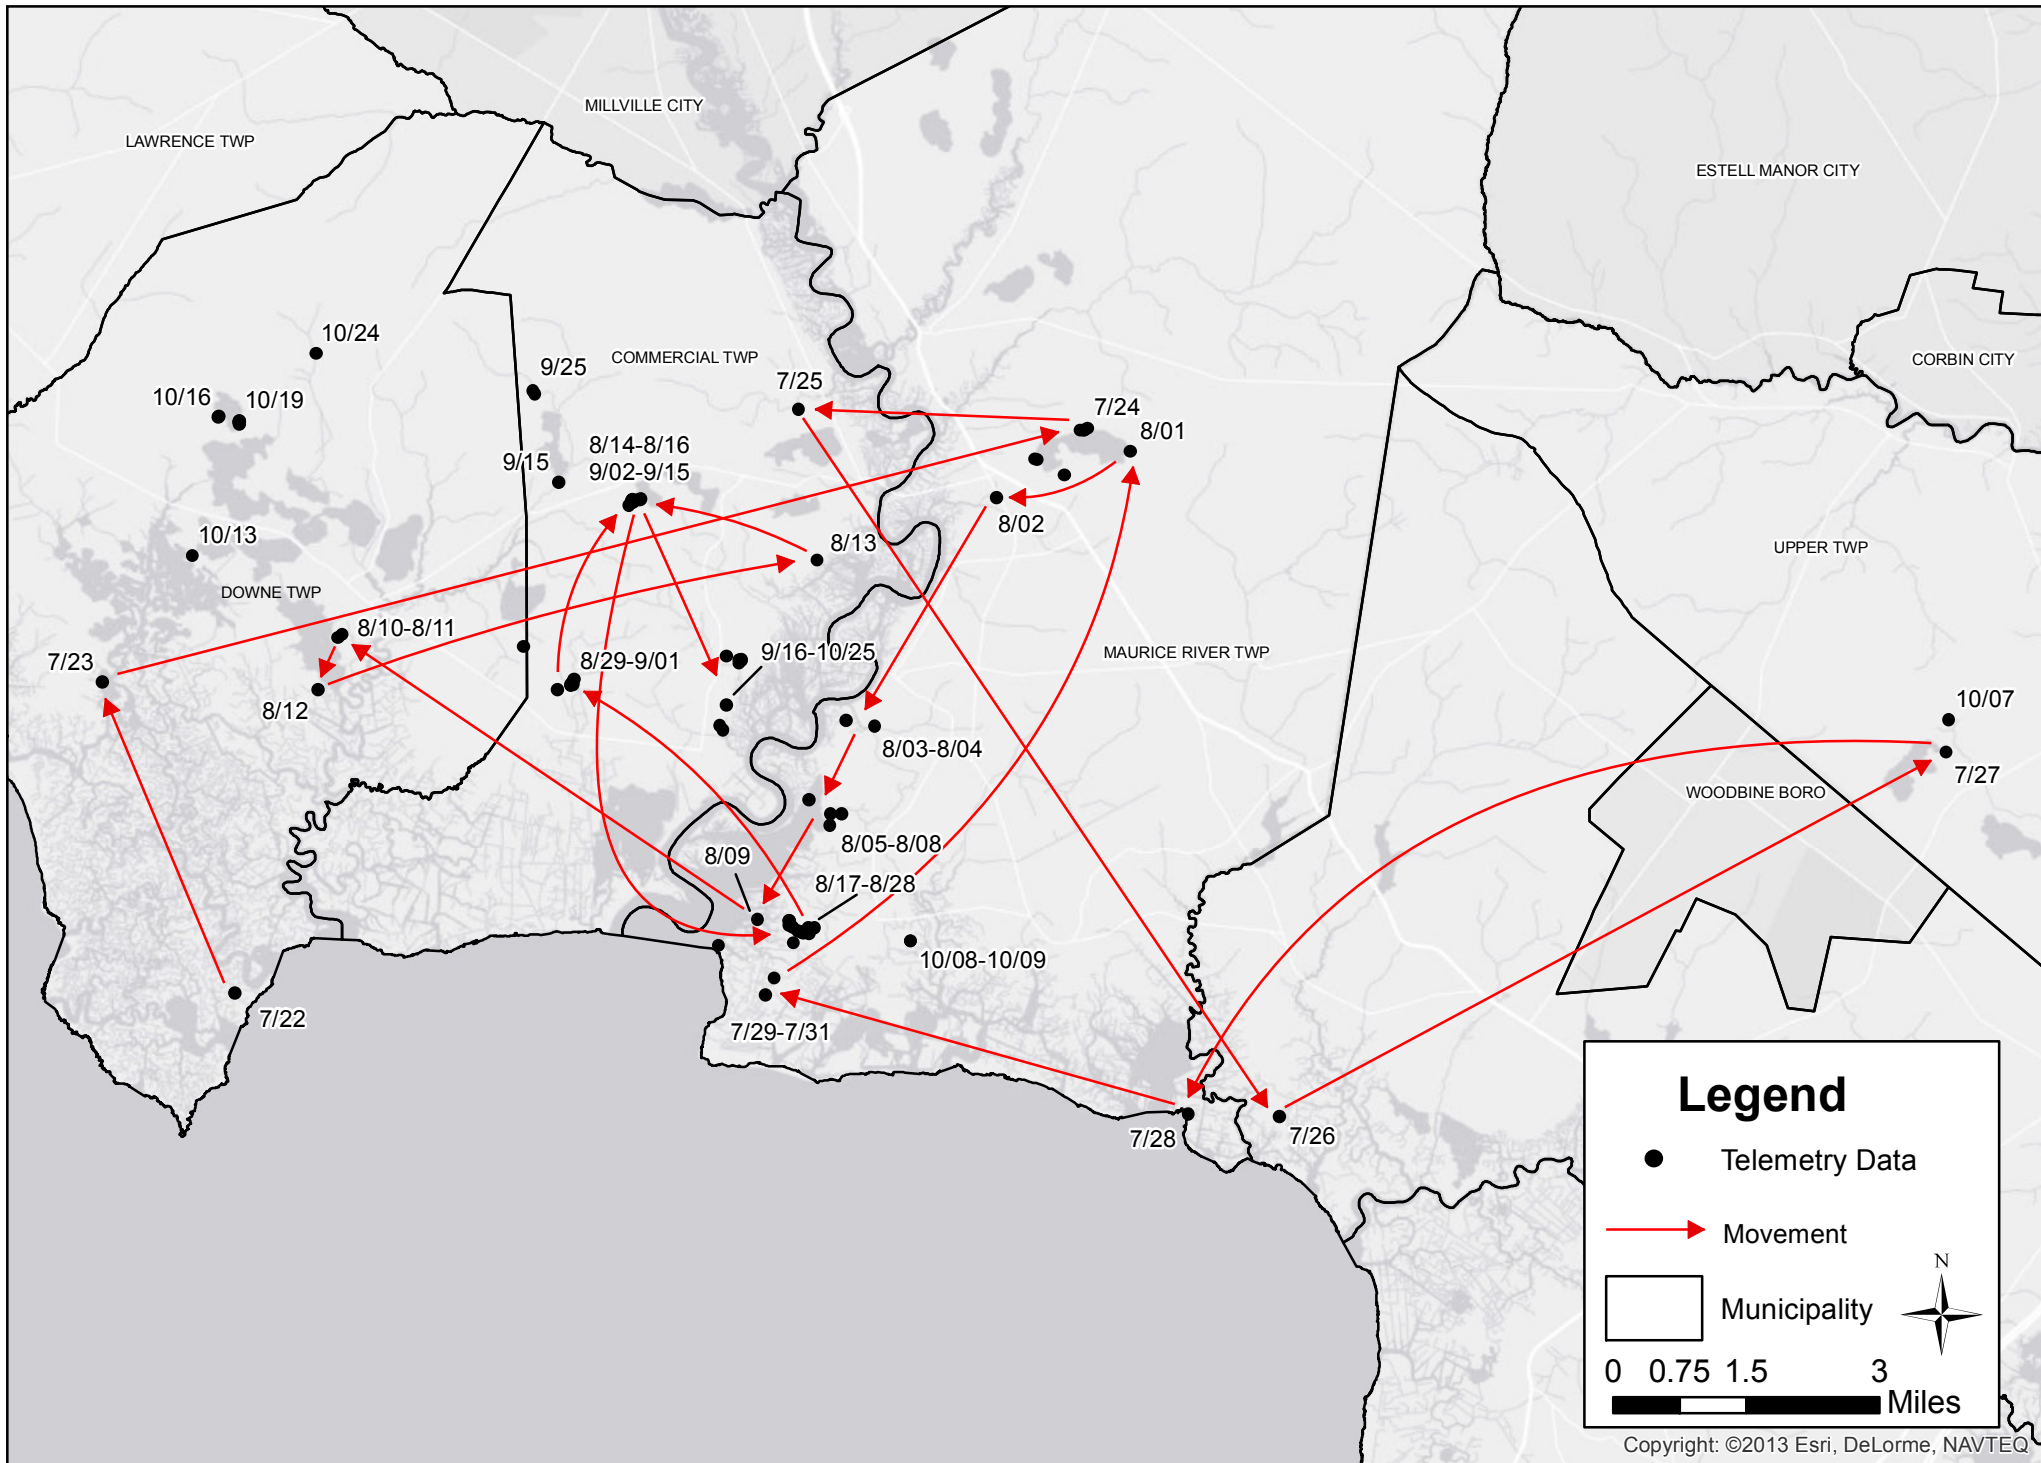 MILLVILLE CITY
LAWRENCE TWP
ESTELL MANOR CITY
10/24
COMMERCIAL TWP
CORBIN CITY
9/25
7/25
10/16
10/19
7/24
8/01
8/14-8/16
9/02-9/15
9/15
8/02
10/13
8/13
UPPER TWP
DOWNE TWP
8/10-8/11
7/23
8/29-9/01
9/16-10/25
MAURICE RIVER TWP
8/12
10/07
8/03-8/04
7/27
WOODBINE BORO
8/05-8/08
8/09
8/17-8/28
10/08-10/09
7/22
7/29-7/31
7/28
7/26
Legend
Telemetry Data
Movement
N
Municipality
0 0.75 1.5 3
Miles
Copyright: ©2013 Esri, DeLorme, NAVTEQ